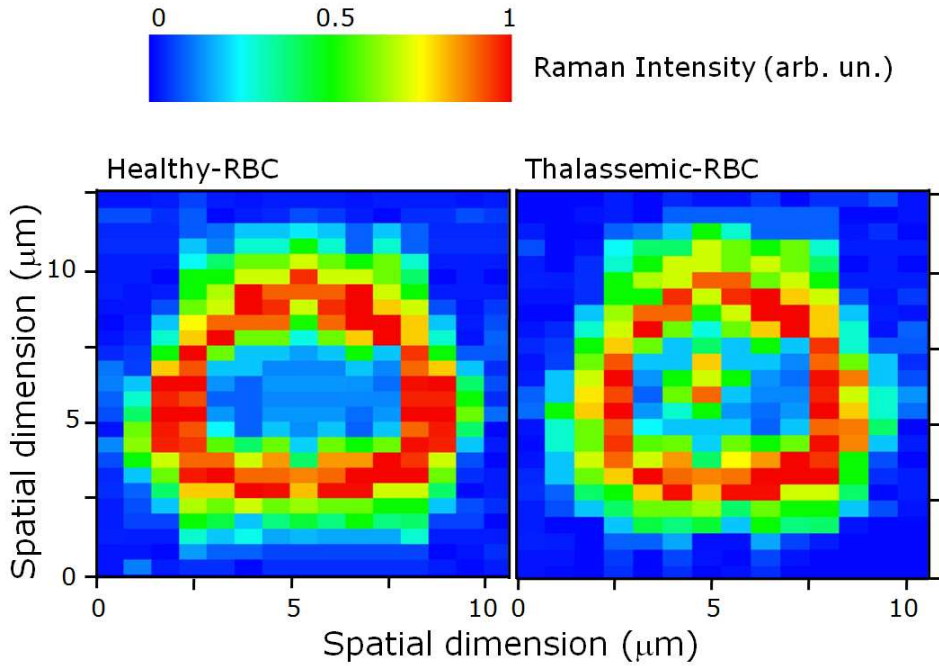 0 0.5 1
Raman Intensity (arb. un.)
Healthy-RBC Thalassemic-RBC
Spatial dimension (μm)
10
5
0
0 5 10 0 5 10
Spatial dimension (μm)